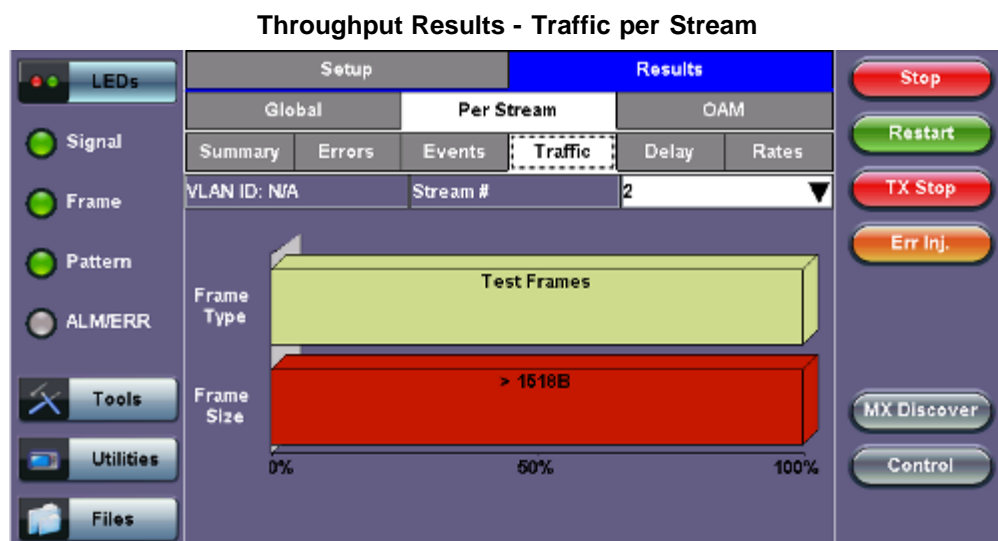 Throughput Results - Traffic per Stream
LEDs
Setup
Results
Stop
Global
Per Stream
OAM
Signal
Restart
Summary
Errors
Events
Traffic
Delay
Rates
VLAN ID: N/A
Stream #
2
TX Stop
Frame
Err Inj.
Pattern
Test Frames
Frame
Type
ALM/ERR
> 1518B
Frame
Size
Tools
MX Discover
0%
50%
100%
Utilities
Control
Files